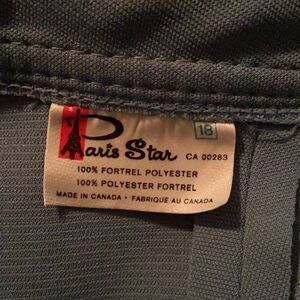 18
Paris Star CA 00283
100% FORTREL POLYESTER
100% POLYESTER FORTREL
MADE IN CANADA • FABRIQUE AU CANADA